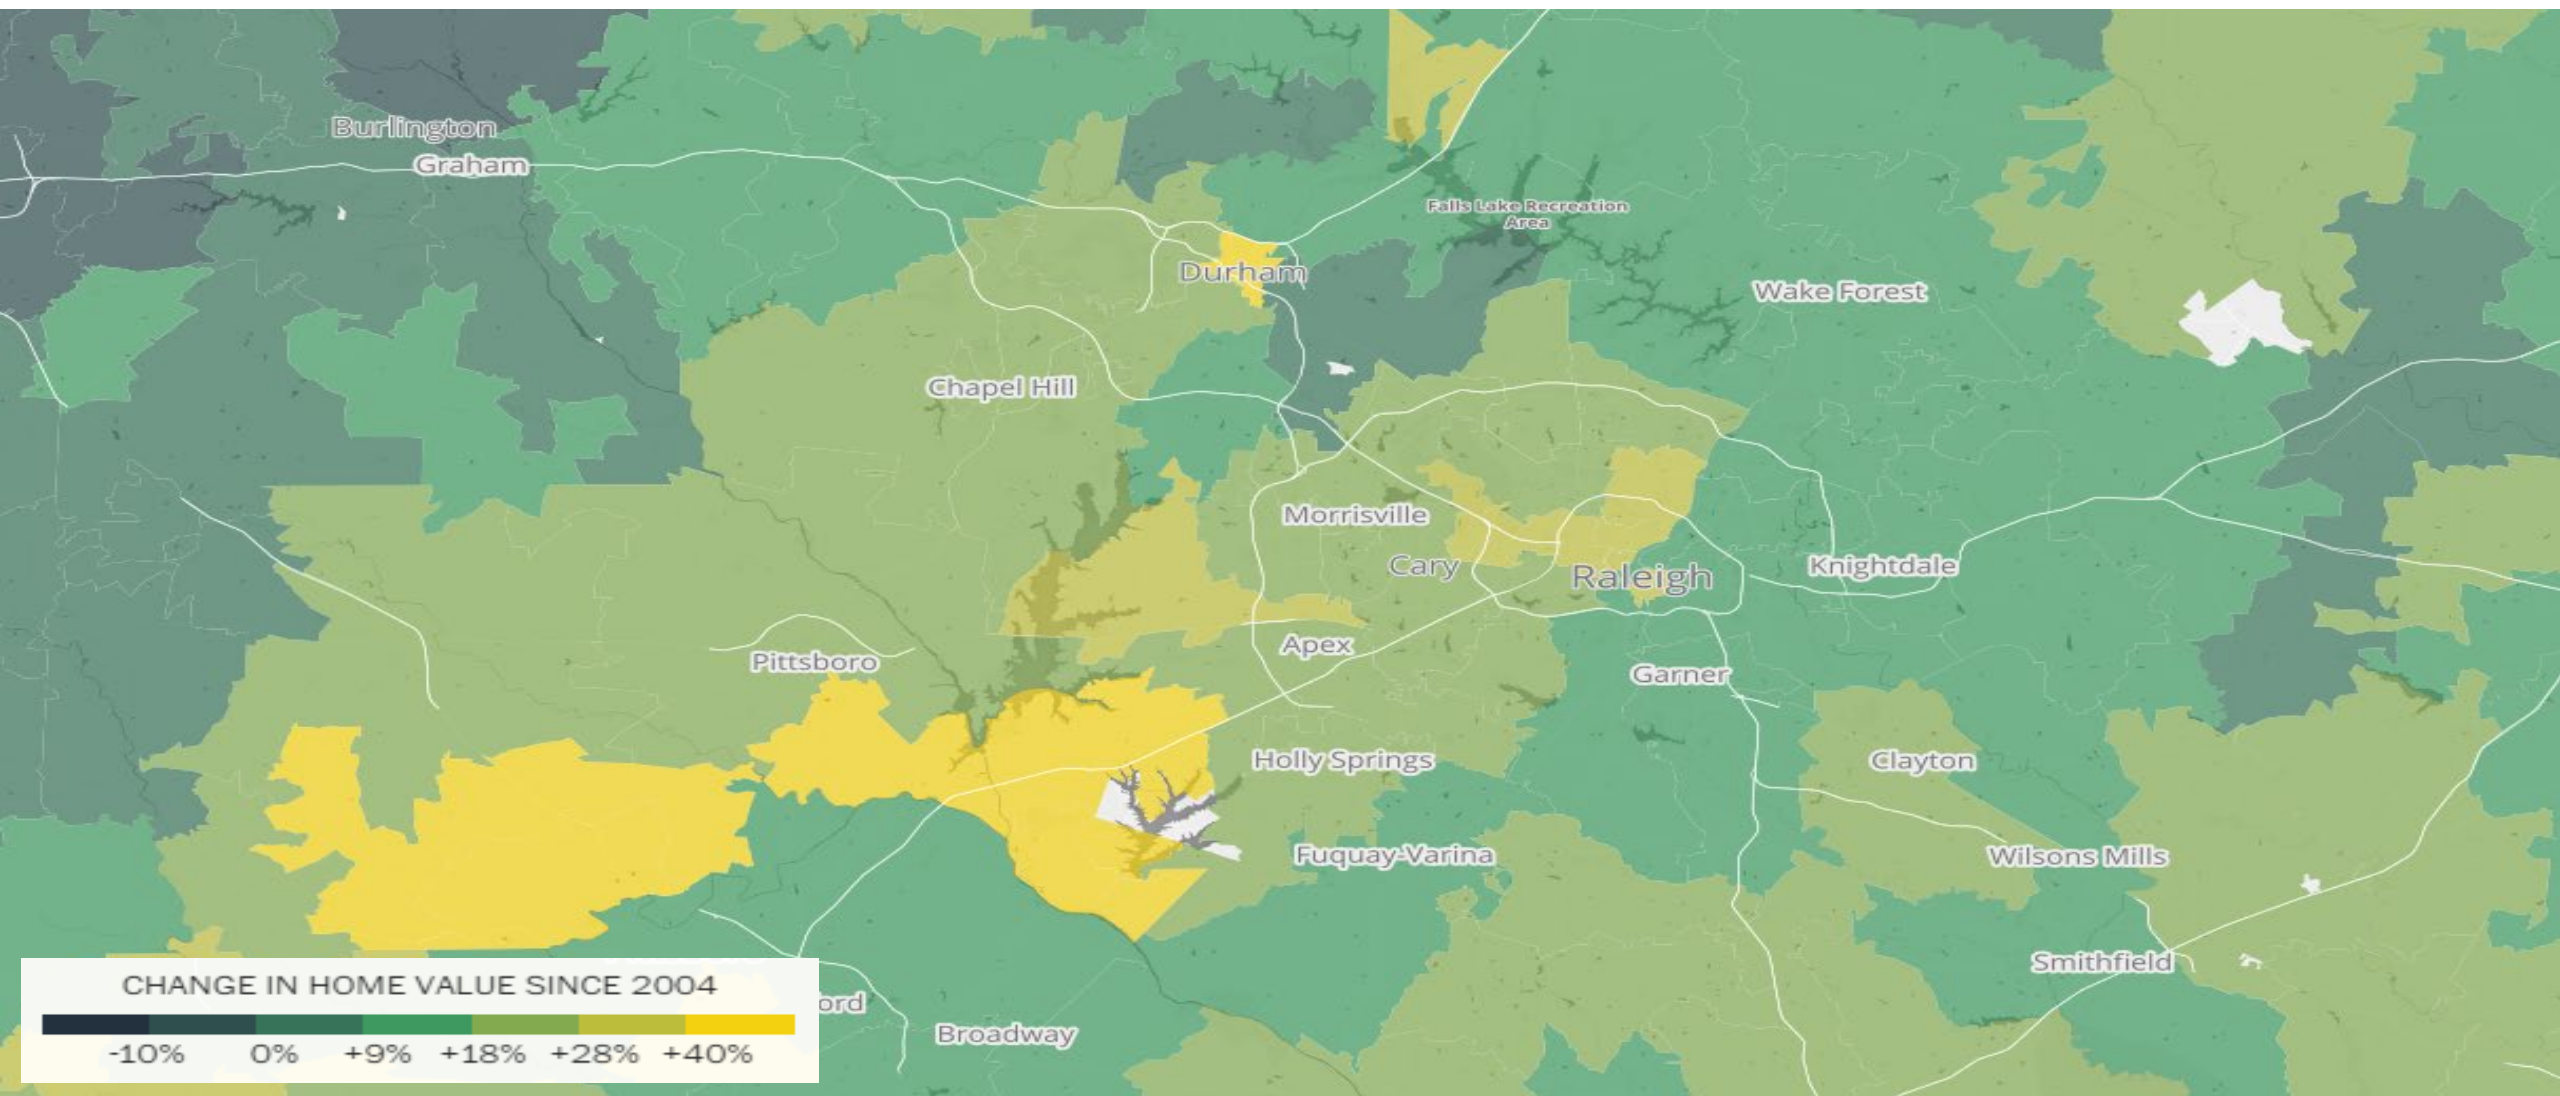 Burlington
Graham
Falls Lake Recreation
Area
Durham
Wake Forest
Chapel Hill
Morrisville
Cary
Raleigh
Knightdale
Apex
Pittsboro
Garner
Holly Springs
Clayton
Fuquay-Varina
Wilsons Mills
Smithfield
ord
Broadway
CHANGE IN HOME VALUE SINCE 2004
-10% 0% +9% +18% +28% +40%